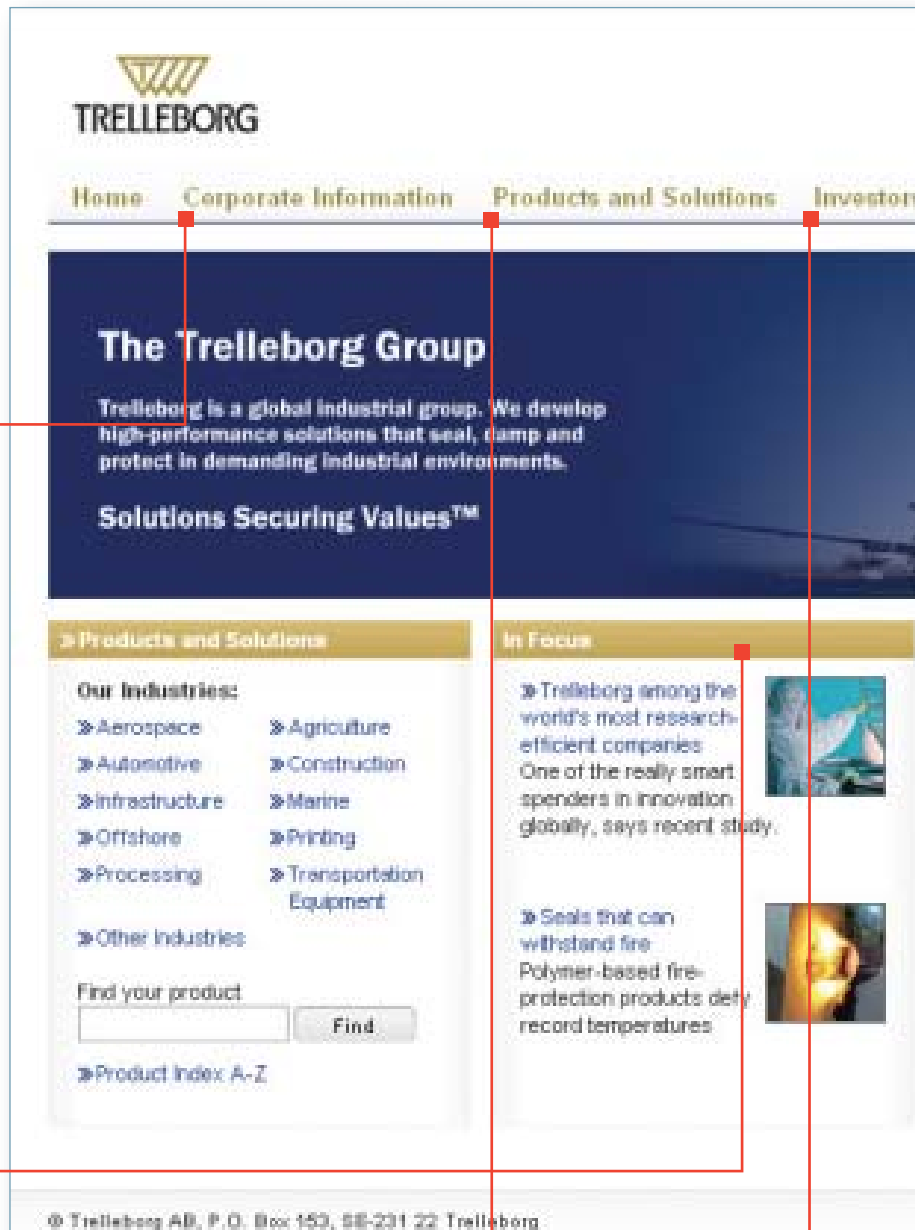 TRELLEBORG
Home Corporate Information Products and Solutions Investors
The Trelleborg Group
Trelleborg is a global industrial group. We develop
high-performance solutions that seal, damp and
protect in demanding industrial environments.
Solutions Securing Values™
» Products and Solutions
Our Industries:
» Aerospace » Agriculture
» Automotive » Construction
» Infrastructure » Marine
» Offshore » Printing
» Processing » Transportation
Equipment
» Other industries
Find your product
Find
» Product Index A-Z
In Focus
» Trelleborg among the
world's most research-
efficient companies
One of the really smart
spenders in innovation
globally, says recent study.
» Seals that can
withstand fire
Polymer-based fire-
protection products defy
record temperatures
© Trelleborg AB, P.O. Box 153, SE-231 22 Trelleborg